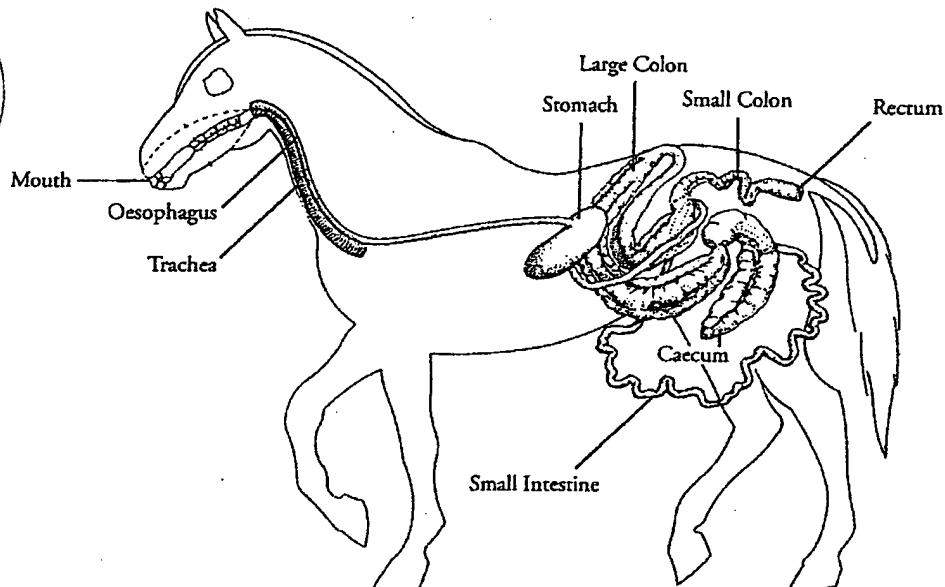 Large Colon
Stomach
Small Colon
Rectum
Mouth
Oesophagus
Trachea
Caecum
Small Intestine